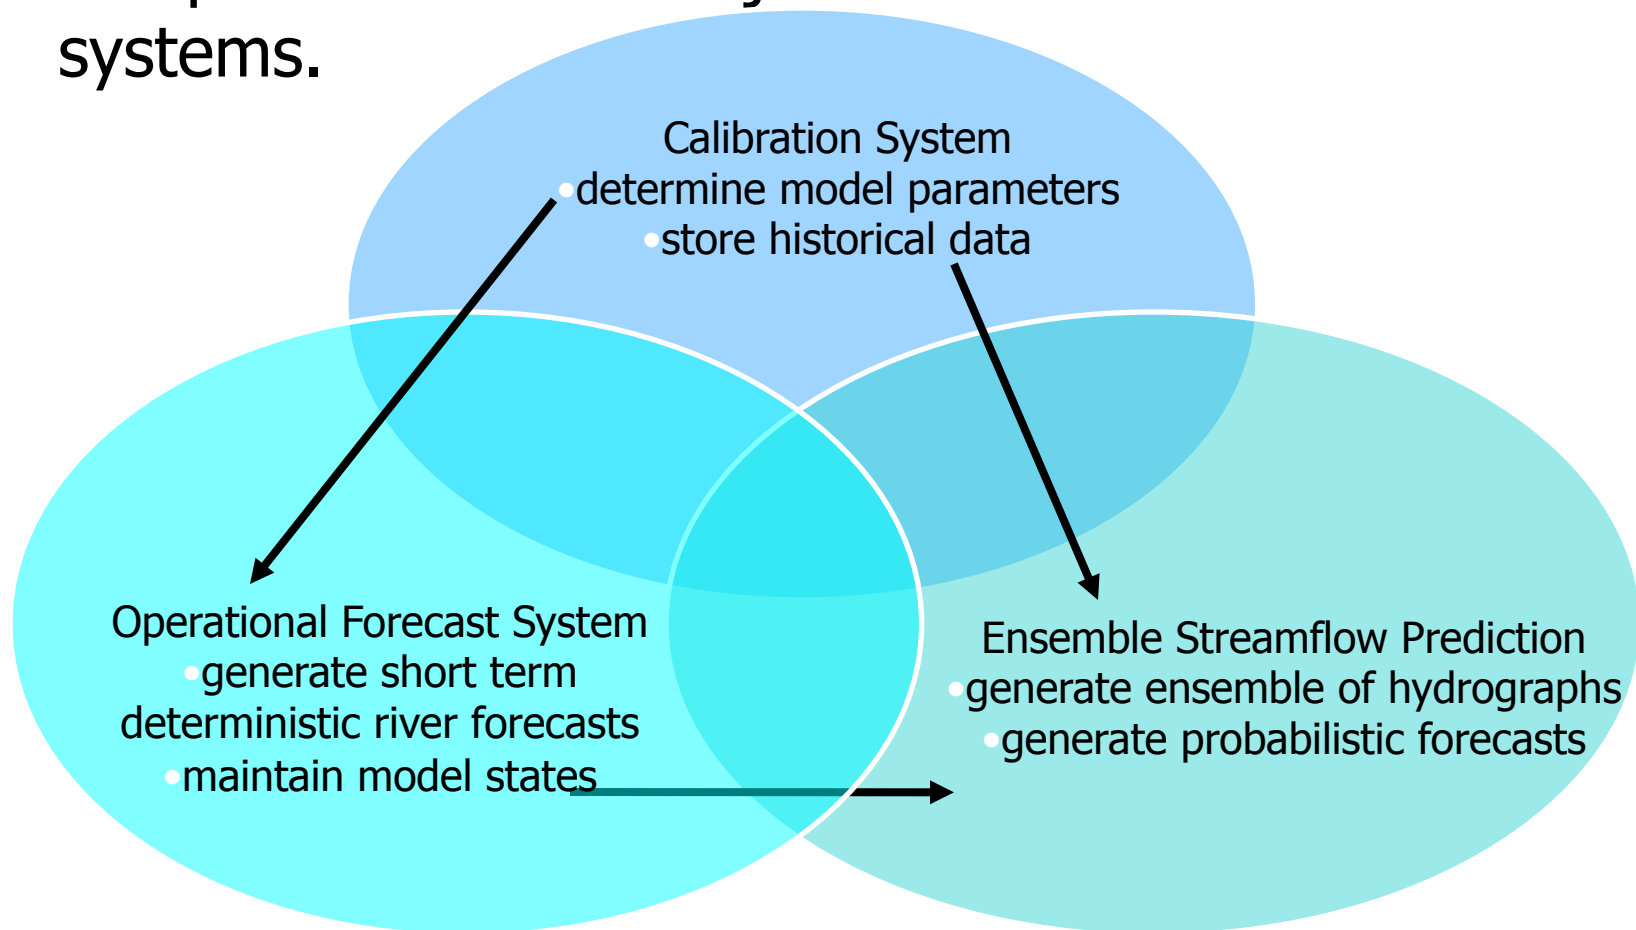 systems.
Calibration System
•determine model parameters
•store historical data
Operational Forecast System
•generate short term
deterministic river forecasts
•maintain model states
Ensemble Streamflow Prediction
•generate ensemble of hydrographs
•generate probabilistic forecasts